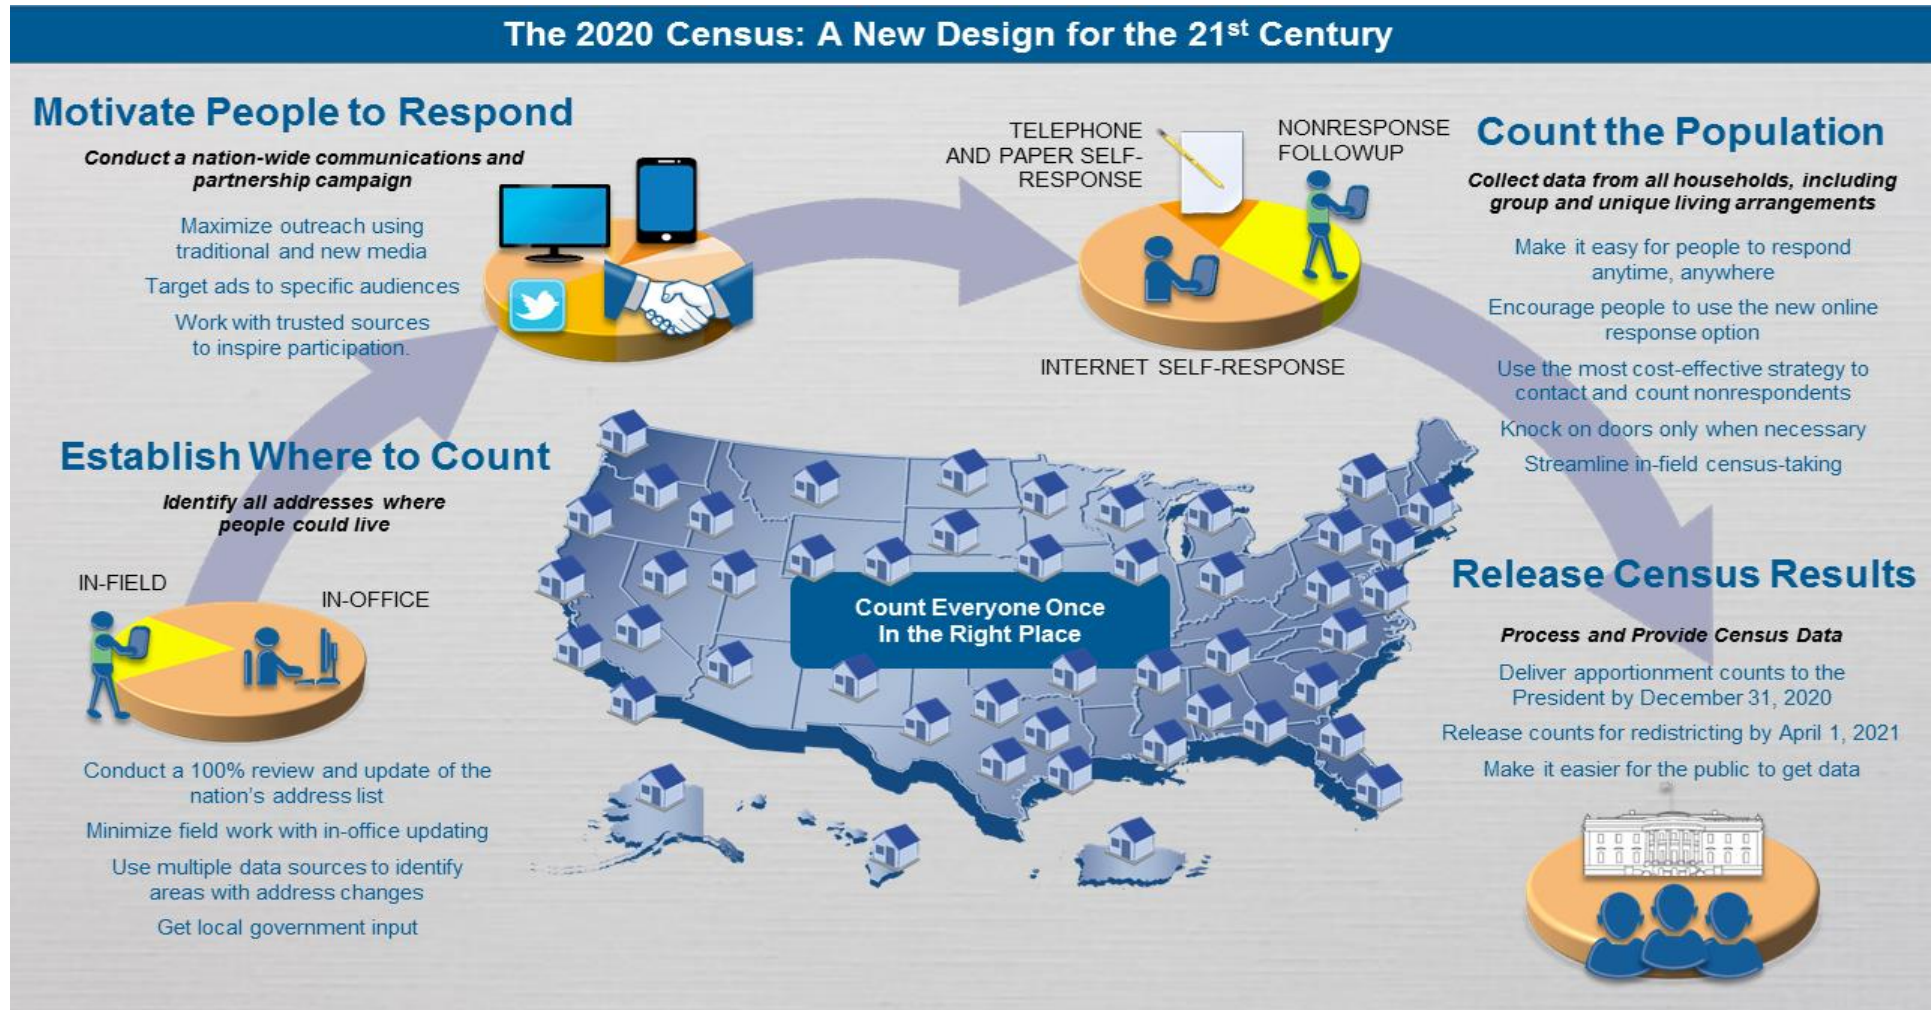 The 2020 Census: A New Design for the 21st Century
Motivate People to Respond
Conduct a nation-wide communications and
partnership campaign
Maximize outreach using
traditional and new media
Target ads to specific audiences
Work with trusted sources
to inspire participation.
TELEPHONE
AND PAPER SELF-
RESPONSE
NONRESPONSE
FOLLOWUP
INTERNET SELF-RESPONSE
Count the Population
Collect data from all households, including
group and unique living arrangements
Make it easy for people to respond
anytime, anywhere
Encourage people to use the new online
response option
Use the most cost-effective strategy to
contact and count nonrespondents
Knock on doors only when necessary
Streamline in-field census-taking
Establish Where to Count
Identify all addresses where
people could live
IN-FIELD
IN-OFFICE
Conduct a 100% review and update of the
nation's address list
Minimize field work with in-office updating
Use multiple data sources to identify
areas with address changes
Get local government input
Count Everyone Once
In the Right Place
Release Census Results
Process and Provide Census Data
Deliver apportionment counts to the
President by December 31, 2020
Release counts for redistricting by April 1, 2021
Make it easier for the public to get data